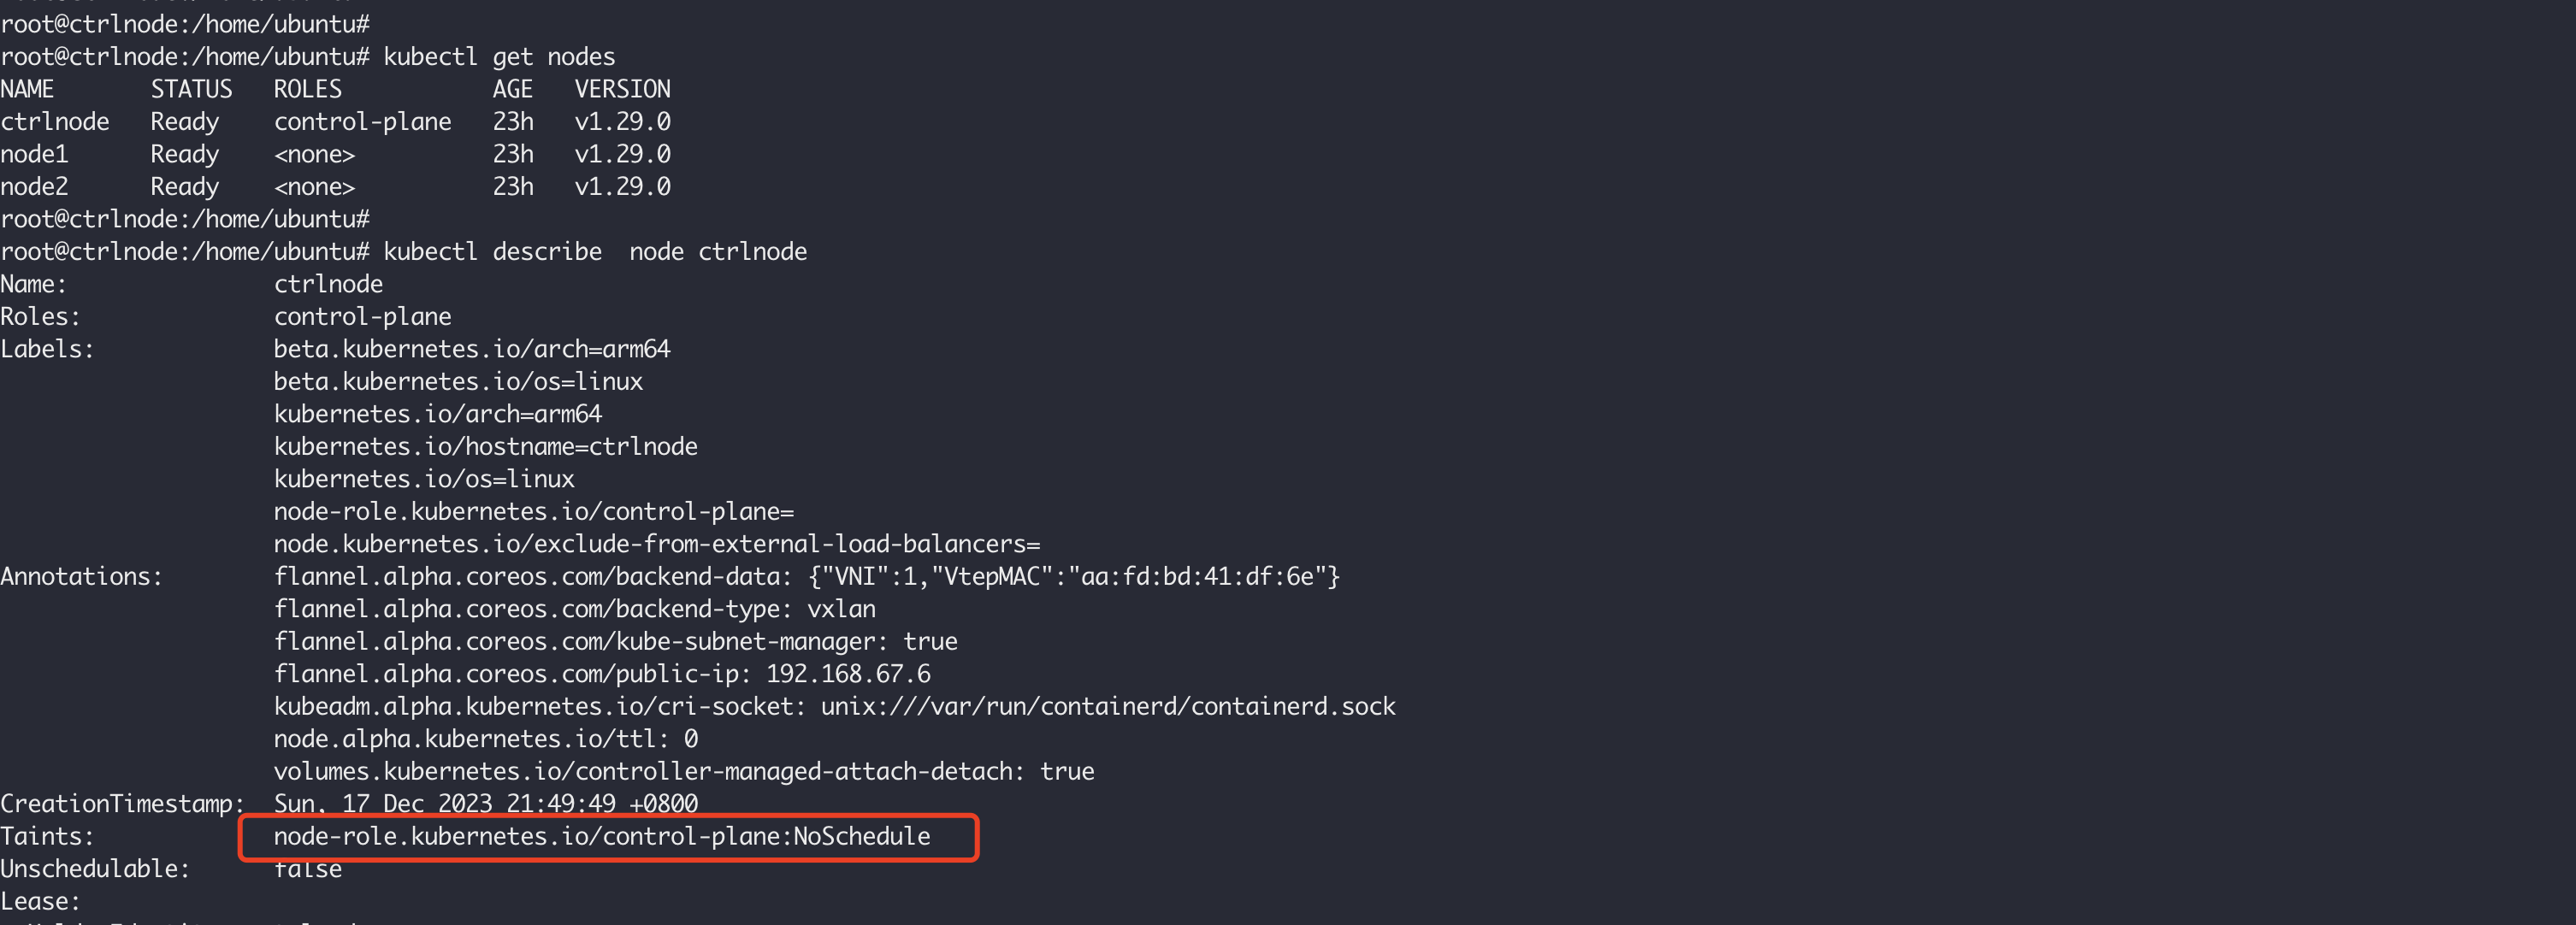 root@ctrlnode:/home/ubuntu#
root@ctrlnode:/home/ubuntu# kubectl get nodes
NAME       STATUS   ROLES           AGE   VERSION
ctrlnode   Ready    control-plane   23h   v1.29.0
node1      Ready    <none>          23h   v1.29.0
node2      Ready    <none>          23h   v1.29.0
root@ctrlnode:/home/ubuntu#
root@ctrlnode:/home/ubuntu# kubectl describe  node ctrlnode
Name:               ctrlnode
Roles:              control-plane
Labels:             beta.kubernetes.io/arch=arm64
                    beta.kubernetes.io/os=linux
                    kubernetes.io/arch=arm64
                    kubernetes.io/hostname=ctrlnode
                    kubernetes.io/os=linux
                    node-role.kubernetes.io/control-plane=
                    node.kubernetes.io/exclude-from-external-load-balancers=
Annotations:        flannel.alpha.coreos.com/backend-data: {"VNI":1,"VtepMAC":"aa:fd:bd:41:df:6e"}
                    flannel.alpha.coreos.com/backend-type: vxlan
                    flannel.alpha.coreos.com/kube-subnet-manager: true
                    flannel.alpha.coreos.com/public-ip: 192.168.67.6
                    kubeadm.alpha.kubernetes.io/cri-socket: unix:///var/run/containerd/containerd.sock
                    node.alpha.kubernetes.io/ttl: 0
                    volumes.kubernetes.io/controller-managed-attach-detach: true
CreationTimestamp:  Sun, 17 Dec 2023 21:49:49 +0800
Taints:             node-role.kubernetes.io/control-plane:NoSchedule
Unschedulable:      false
Lease: